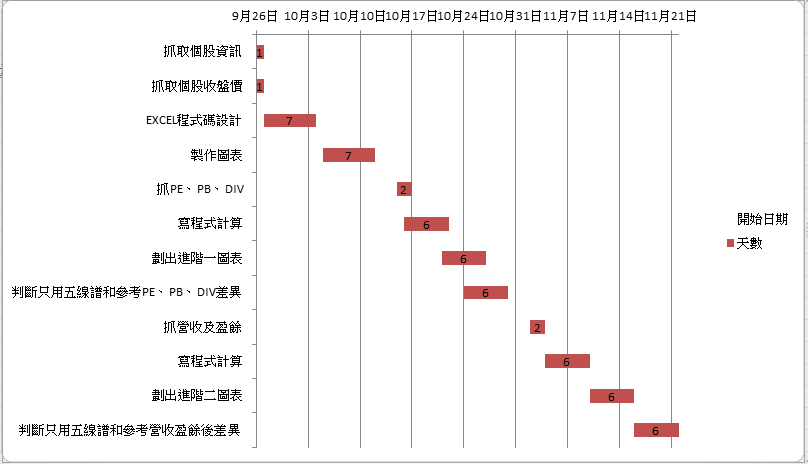 9月26日 10月3日 10月10日 10月17日 10月24日 10月31日 11月7日 11月14日 11月21日
抓取個股資訊 1
抓取個股收盤價 1
EXCEL程式碼設計 7
製作圖表 7
抓PE、PB、DIV 2
寫程式計算 6
開始日期
天數
劃出進階一圖表 6
判斷只用五線譜和參考PE、PB、DIV差異 6
抓營收及盈餘 2
寫程式計算 6
劃出進階二圖表 6
判斷只用五線譜和參考營收盈餘後差異 6